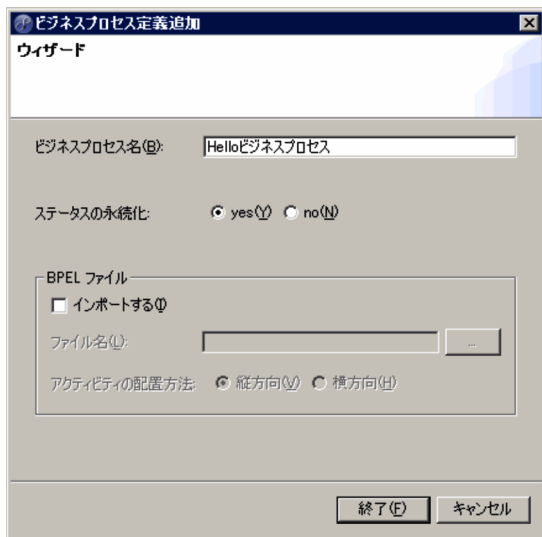 ビジネスプロセス定義追加
ウィザード
ビジネスプロセス名(B): Helloビジネスプロセス
ステータスの永続化: yes(Y) no(N)
BPEL ファイル
インポートする(I)
ファイル名(L): ...
アクティビティの配置方法: 縦方向(V) 横方向(H)
終了(F) キャンセル